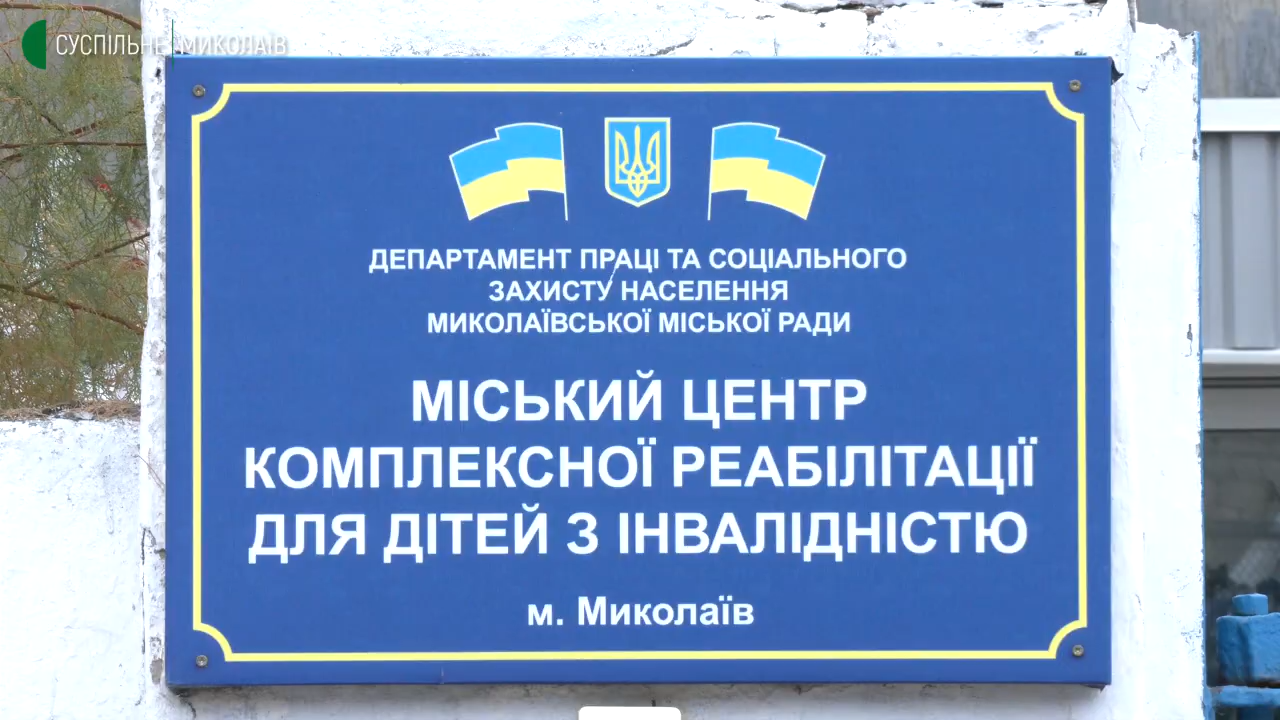 СУСПІЛЬНЕ МИКОЛАЇВ
ДЕПАРТАМЕНТ ПРАЦІ ТА СОЦІАЛЬНОГО
ЗАХИСТУ НАСЕЛЕННЯ
МИКОЛАЇВСЬКОЇ МІСЬКОЇ РАДИ
МІСЬКИЙ ЦЕНТР
КОМПЛЕКСНОЇ РЕАБІЛІТАЦІЇ
ДЛЯ ДІТЕЙ З ІНВАЛІДНІСТЮ
м. Миколаїв